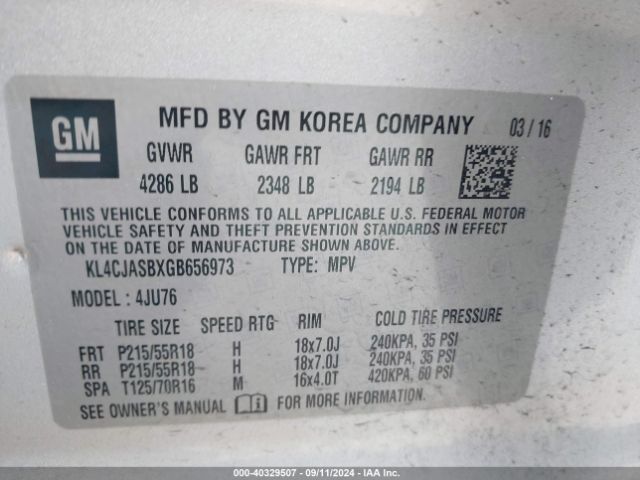 GM
MFD BY GM KOREA COMPANY 03/16
GVWR GAWR FRT GAWR RR
4286 LB 2348 LB 2194 LB
THIS VEHICLE CONFORMS TO ALL APPLICABLE U.S. FEDERAL MOTOR
VEHICLE SAFETY AND THEFT PREVENTION STANDARDS IN EFFECT
ON THE DATE OF MANUFACTURE SHOWN ABOVE.
KL4CJASBXGB656973 TYPE: MPV
MODEL : 4JU76
TIRE SIZE SPEED RTG RIM COLD TIRE PRESSURE
FRT P215/55R18 H 18x7.0J 240KPA, 35 PSI
RR P215/55R18 H 18x7.0J 240KPA, 35 PSI
SPA T125/70R16 M 16x4.0T 420KPA, 60 PSI
SEE OWNER'S MANUAL i FOR MORE INFORMATION.
000-40329507 - 09/11/2024 - IAA Inc.